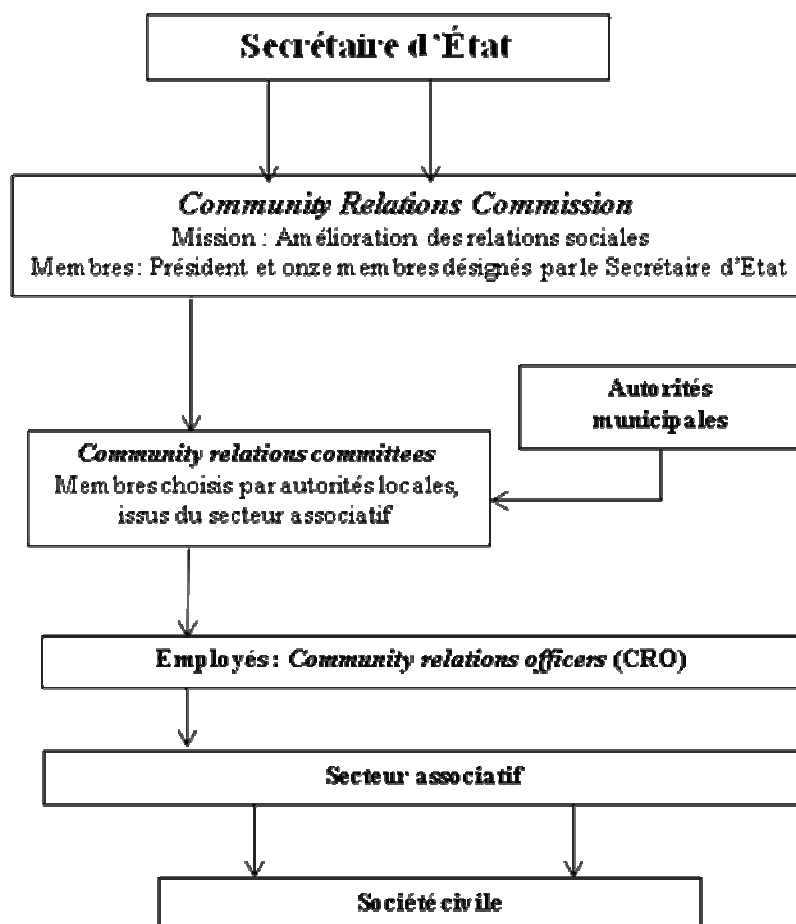 Secrétaire d'État
Community Relations Commission
Mission : Amélioration des relations sociales
Membres : Président et onze membres désignés par le Secrétaire d'Etat
Autorités
municipales
Community relations committees
Membres choisis par autorités locales,
issus du secteur associatif
Employés : Community relations officers (CRO)
Secteur associatif
Société civile